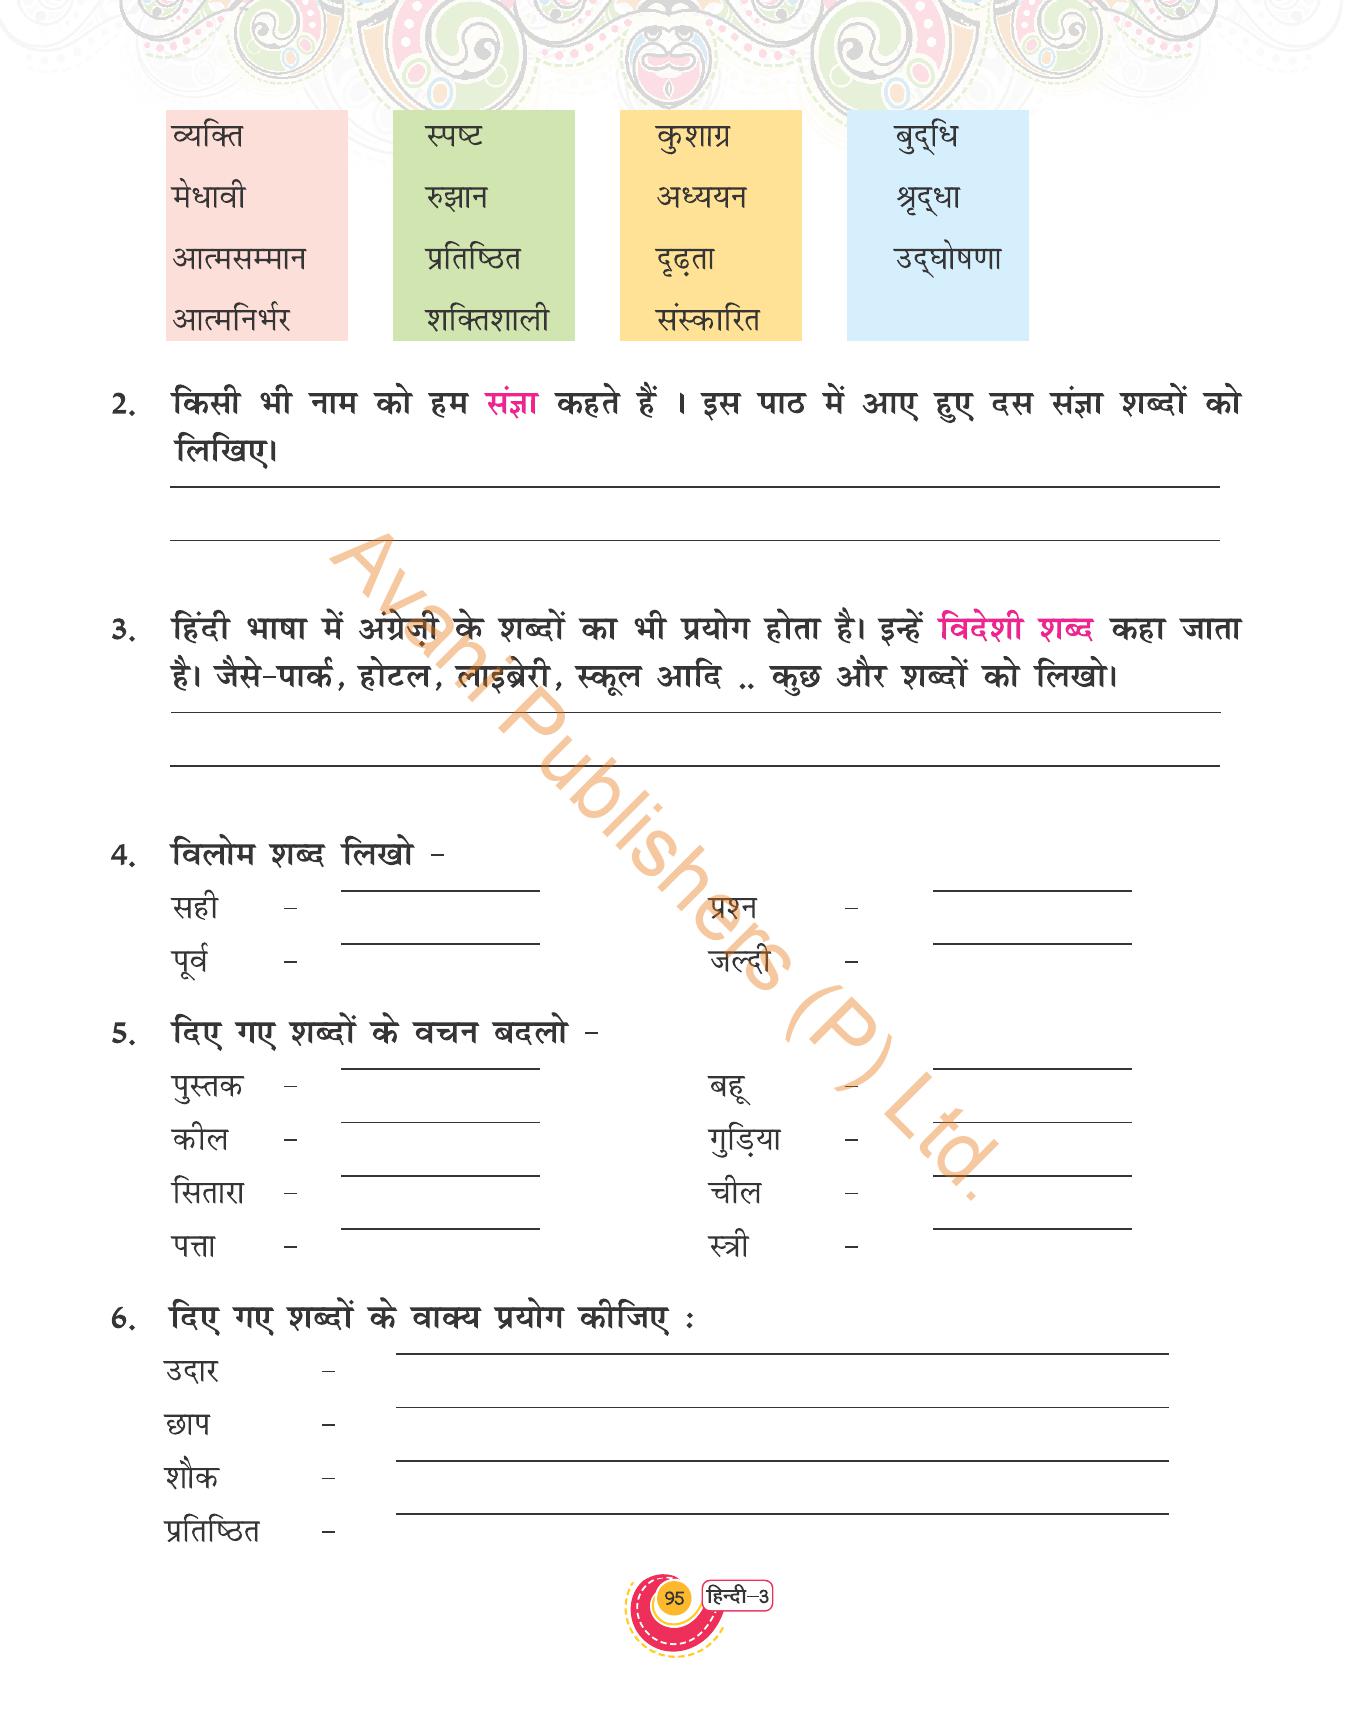 व्यक्ति स्पष्ट कुशाग्र बुद्‌धि
मेधावी रुझान अध्ययन श्रृद्‌धा
आत्मसम्मान प्रतिष्ठित दृढ़ता उद्‌घोषणा
आत्मनिर्भर शक्तिशाली संस्कारित
2. किसी भी नाम को हम संज्ञा कहते हैं । इस पाठ में आए हुए दस संज्ञा शब्दों को
लिखिए।
3. हिंदी भाषा में अंग्रेज़ी के शब्दों का भी प्रयोग होता है। इन्हें विदेशी शब्द कहा जाता
है। जैसे-पार्क, होटल, लाइब्रेरी, स्कूल आदि .. कुछ और शब्दों को लिखो।
4. विलोम शब्द लिखो –
सही – प्रश्न –
पूर्व – जल्दी –
5. दिए गए शब्दों के वचन बदलो –
पुस्तक – बहू –
कील – गुड़िया –
सितारा – चील –
पत्ता – स्त्री –
6. दिए गए शब्दों के वाक्य प्रयोग कीजिए :
उदार –
छाप –
शौक –
प्रतिष्ठित –
95 हिन्दी-३
Avani Publishers (P) Ltd.